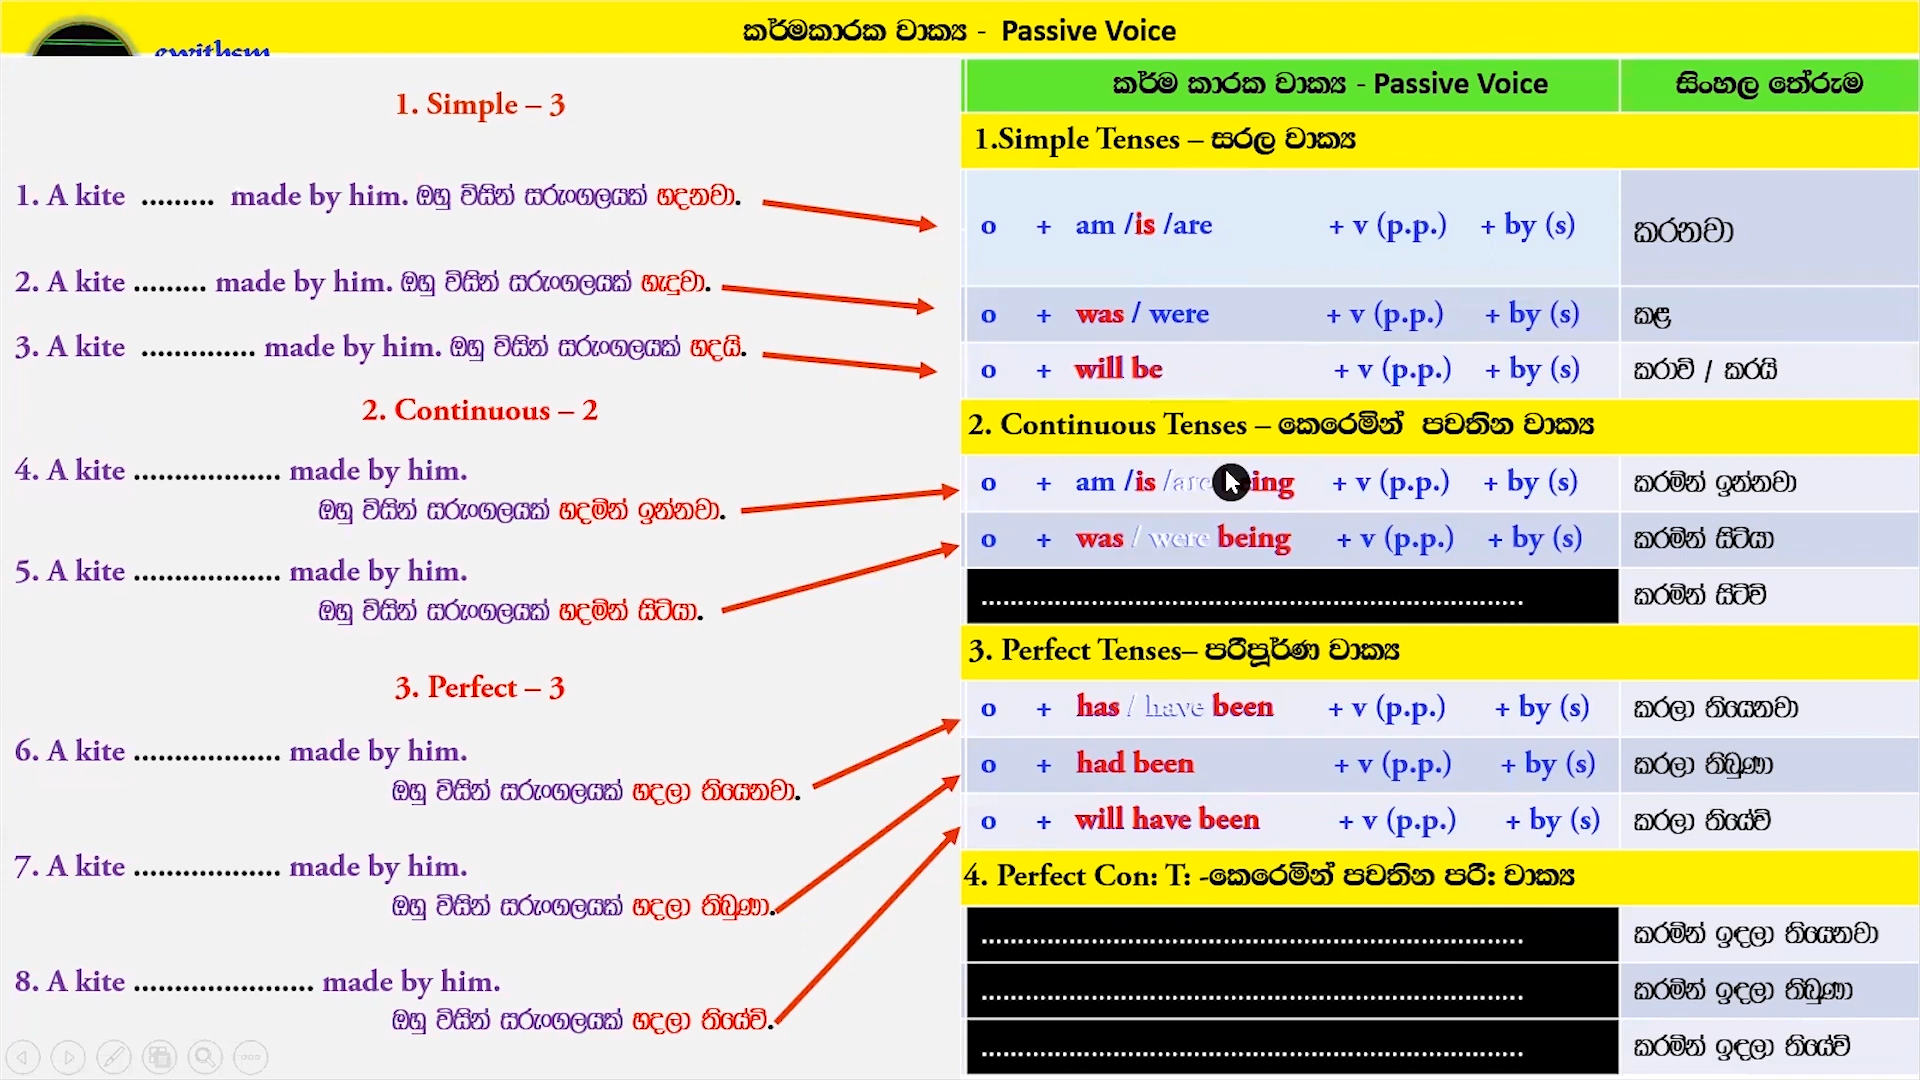 කර්මකාරක වාක්‍ය - Passive Voice
ewithsm
1. Simple – 3
1. A kite ......... made by him. ඔහු විසින් සරුංගලයක් හදනවා.
2. A kite ......... made by him. ඔහු විසින් සරුංගලයක් හැදුවා.
3. A kite .............. made by him. ඔහු විසින් සරුංගලයක් හදයි.
2. Continuous – 2
4. A kite .................. made by him.
ඔහු විසින් සරුංගලයක් හදමින් ඉන්නවා.
5. A kite .................. made by him.
ඔහු විසින් සරුංගලයක් හදමින් සිටියා.
3. Perfect – 3
6. A kite .................. made by him.
ඔහු විසින් සරුංගලයක් හදලා තියෙනවා.
7. A kite .................. made by him.
ඔහු විසින් සරුංගලයක් හදලා තිබුණා.
8. A kite ...................... made by him.
ඔහු විසින් සරුංගලයක් හදලා තියේවි.
කර්ම කාරක වාක්‍ය - Passive Voice සිංහල තේරුම
1.Simple Tenses – සරල වාක්‍ය
o + am /is /are + v (p.p.) + by (s) කරනවා
o + was / were + v (p.p.) + by (s) කළ
o + will be + v (p.p.) + by (s) කරාවි / කරයි
2. Continuous Tenses – කෙරෙමින් පවතින වාක්‍ය
o + am /is /are ing + v (p.p.) + by (s) කරමින් ඉන්නවා
o + was / were being + v (p.p.) + by (s) කරමින් සිටියා
.................................................................... කරමින් සිටිවි
3. Perfect Tenses– පරිපූර්ණ වාක්‍ය
o + has / have been + v (p.p.) + by (s) කරලා තියෙනවා
o + had been + v (p.p.) + by (s) කරලා තිබුණා
o + will have been + v (p.p.) + by (s) කරලා තියේවි
4. Perfect Con: T: -කෙරෙමින් පවතින පරි: වාක්‍ය
.................................................................... කරමින් ඉඳලා තියෙනවා
.................................................................... කරමින් ඉඳලා තිබුණා
.................................................................... කරමින් ඉඳලා තියේවි